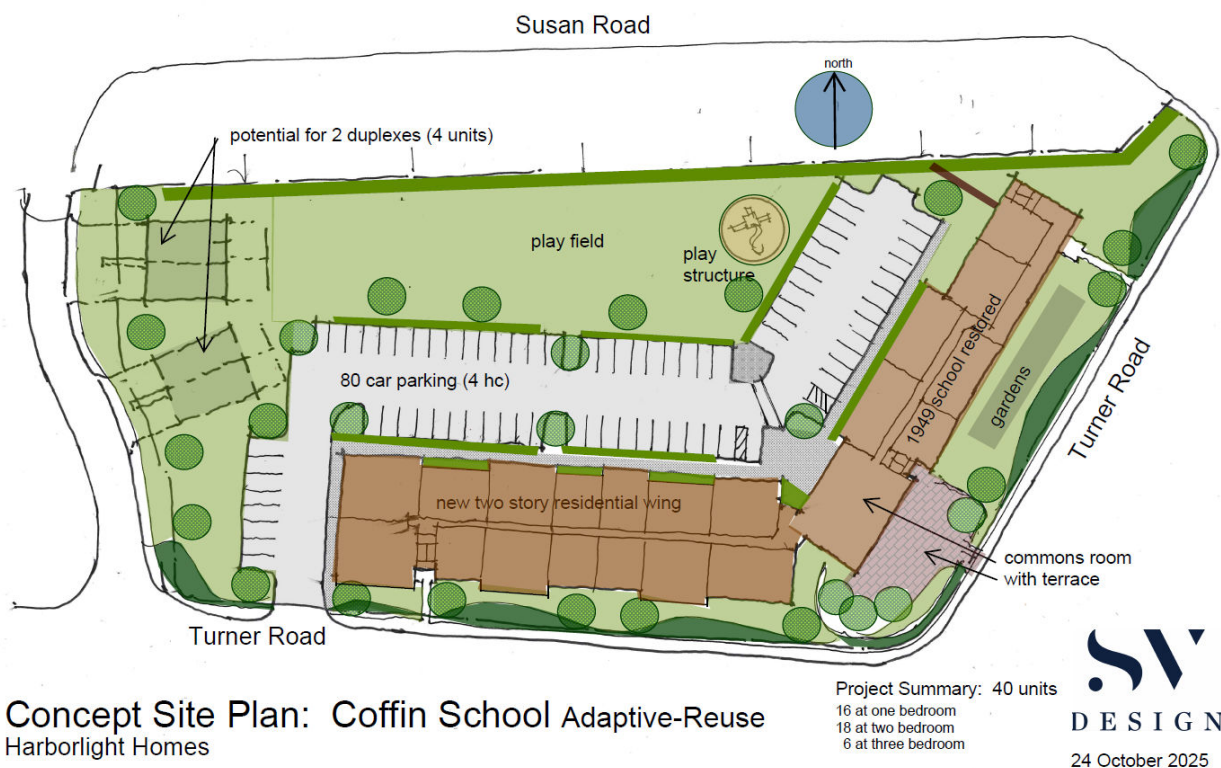 Susan Road
north
potential for 2 duplexes (4 units)
play field
play
structure
80 car parking (4 hc)
1949 school restored
gardens
Turner Road
new two story residential wing
commons room
with terrace
Turner Road
Concept Site Plan: Coffin School Adaptive-Reuse
Harborlight Homes
Project Summary: 40 units
16 at one bedroom
18 at two bedroom
6 at three bedroom
SV
DESIGN
24 October 2025